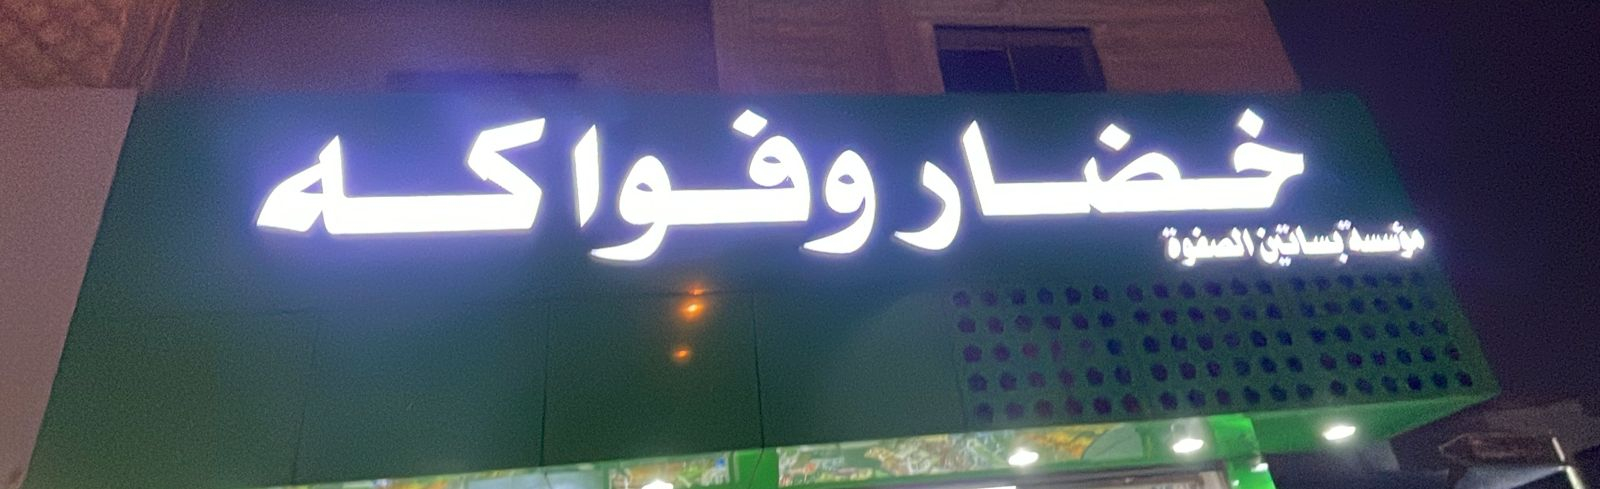 خضار وفواكه
مؤسسة بساتين الصفوة